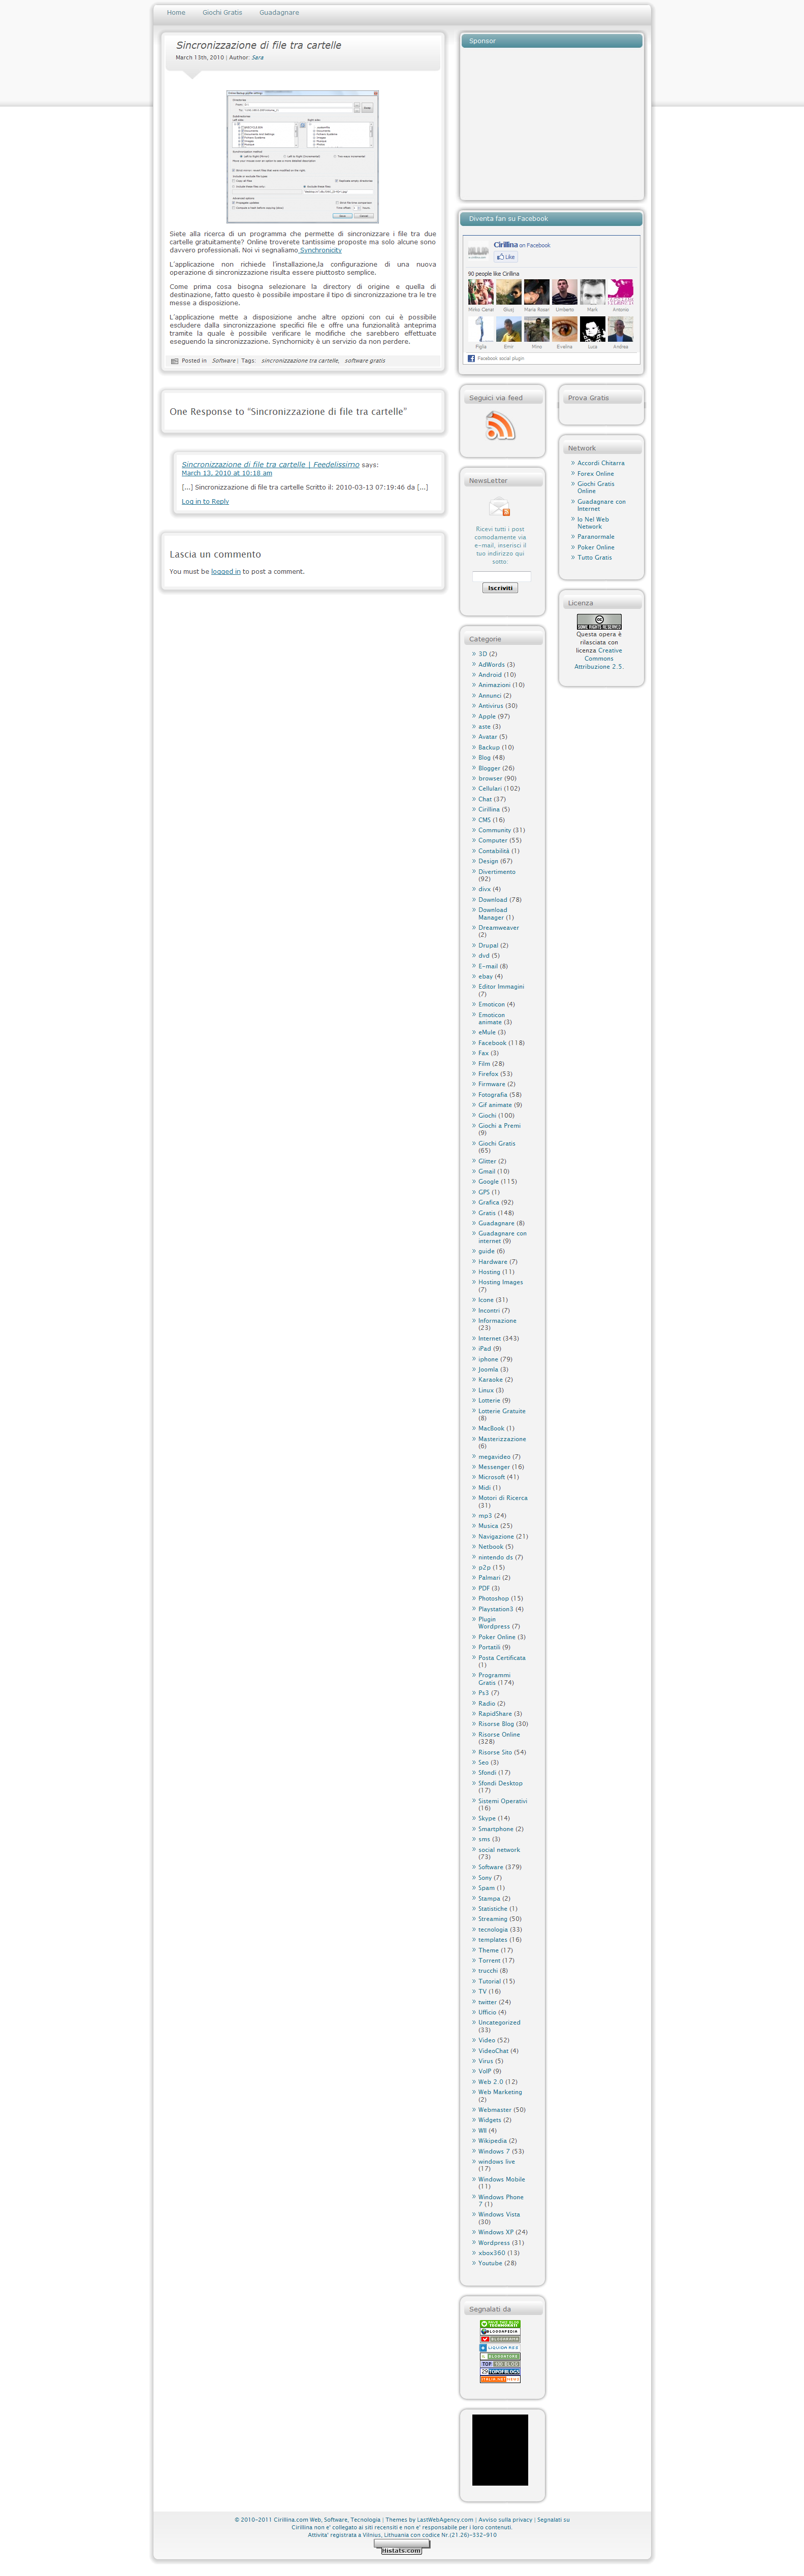 Home Giochi Gratis Guadagnare
Sincronizzazione di file tra cartelle
March 13th, 2010 | Author: Sara
Siete alla ricerca di un programma che permette di sincronizzare i file tra due
cartelle gratuitamente? Online troverete tantissime proposte ma solo alcune sono
davvero professionali. Noi vi segnaliamo Synchronicity
L'applicazione non richiede l'installazione,la configurazione di una nuova
operazione di sincronizzazione risulta essere piuttosto semplice.
Come prima cosa bisogna selezionare la directory di origine e quella di
destinazione, fatto questo è possibile impostare il tipo di sincronizzazione tra le tre
messe a disposizione.
L'applicazione mette a disposizione anche altre opzioni con cui è possibile
escludere dalla sincronizzazione specifici file e offre una funzionalità anteprima
tramite la quale è possibile verificare le modifiche che sarebbero effettuate
eseguendo la sincronizzazione. Synchornicty è un servizio da non perdere.
Posted in Software | Tags: sincronizzazione tra cartelle, software gratis
One Response to “Sincronizzazione di file tra cartelle”
Sincronizzazione di file tra cartelle | Feedelissimo says:
March 13, 2010 at 10:18 am
[...] Sincronizzazione di file tra cartelle Scritto il: 2010-03-13 07:19:46 da [...]
Log in to Reply
Lascia un commento
You must be logged in to post a comment.
Sponsor
Diventa fan su Facebook
Cirillina on Facebook
Like
90 people like Cirillina
Mirko Canari Giuzj Maria Rosari Umberto Mark Antonio
Figlia Emir Mino Evelina Luca Andrea
Facebook social plugin
Seguici via feed
NewsLetter
Ricevi tutti i post
comodamente via
e-mail, inserisci il
tuo indirizzo qui
sotto:
Iscriviti
Categorie
3D (2)
AdWords (3)
Android (10)
Animazioni (10)
Annunci (2)
Antivirus (30)
Apple (97)
aste (3)
Avatar (5)
Backup (10)
Blog (48)
Blogger (26)
browser (90)
Cellulari (102)
Chat (37)
Cirillina (5)
CMS (16)
Community (31)
Computer (55)
Contabilità (1)
Design (67)
Divertimento
(92)
divx (4)
Download (78)
Download
Manager (1)
Dreamweaver
(2)
Drupal (2)
dvd (5)
E-mail (8)
ebay (4)
Editor Immagini
(7)
Emoticon (4)
Emoticon
animate (3)
eMule (3)
Facebook (118)
Fax (3)
Film (28)
Firefox (53)
Firmware (2)
Fotografia (58)
Gif animate (9)
Giochi (100)
Giochi a Premi
(9)
Giochi Gratis
(65)
Glitter (2)
Gmail (10)
Google (115)
GPS (1)
Grafica (92)
Gratis (148)
Guadagnare (8)
Guadagnare con
internet (9)
guide (6)
Hardware (7)
Hosting (11)
Hosting Images
(7)
Icone (31)
Incontri (7)
Informazione
(23)
Internet (343)
iPad (9)
iphone (79)
Joomla (3)
Karaoke (2)
Linux (3)
Lotterie (9)
Lotterie Gratuite
(8)
MacBook (1)
Masterizzazione
(6)
megavideo (7)
Messenger (16)
Microsoft (41)
Midi (1)
Motori di Ricerca
(31)
mp3 (24)
Musica (25)
Navigazione (21)
Netbook (5)
nintendo ds (7)
p2p (15)
Palmari (2)
PDF (3)
Photoshop (15)
Playstation3 (4)
Plugin
Wordpress (7)
Poker Online (3)
Portatili (9)
Posta Certificata
(1)
Programmi
Gratis (174)
Ps3 (7)
Radio (2)
RapidShare (3)
Risorse Blog (30)
Risorse Online
(328)
Risorse Sito (54)
Seo (3)
Sfondi (17)
Sfondi Desktop
(17)
Sistemi Operativi
(16)
Skype (14)
Smartphone (2)
sms (3)
social network
(73)
Software (379)
Sony (7)
Spam (1)
Stampa (2)
Statistiche (1)
Streaming (50)
tecnologia (33)
templates (16)
Theme (17)
Torrent (17)
trucchi (8)
Tutorial (15)
TV (16)
twitter (24)
Ufficio (4)
Uncategorized
(33)
Video (52)
VideoChat (4)
Virus (5)
VoIP (9)
Web 2.0 (12)
Web Marketing
(2)
Webmaster (50)
Widgets (2)
WII (4)
Wikipedia (2)
Windows 7 (53)
windows live
(17)
Windows Mobile
(11)
Windows Phone
7 (1)
Windows Vista
(30)
Windows XP (24)
Wordpress (31)
xbox360 (13)
Youtube (28)
Segnalati da
BLOGOPEDIA
LIQUIDA
TOP 100 BLOG
TOPOFBLOGS
Prova Gratis
Network
Accordi Chitarra
Forex Online
Giochi Gratis
Online
Guadagnare con
Internet
Io Nel Web
Network
Paranormale
Poker Online
Tutto Gratis
Licenza
Questa opera è
rilasciata con
licenza Creative
Commons
Attribuzione 2.5.
© 2010-2011 Cirillina.com Web, Software, Tecnologia | Themes by LastWebAgency.com | Avviso sulla privacy | Segnalati su
Cirillina non e' collegato ai siti recensiti e non e' responsabile per i loro contenuti.
Attivita' registrata a Vilnius, Lithuania con codice Nr.(21.26)-332-910
Histats.com